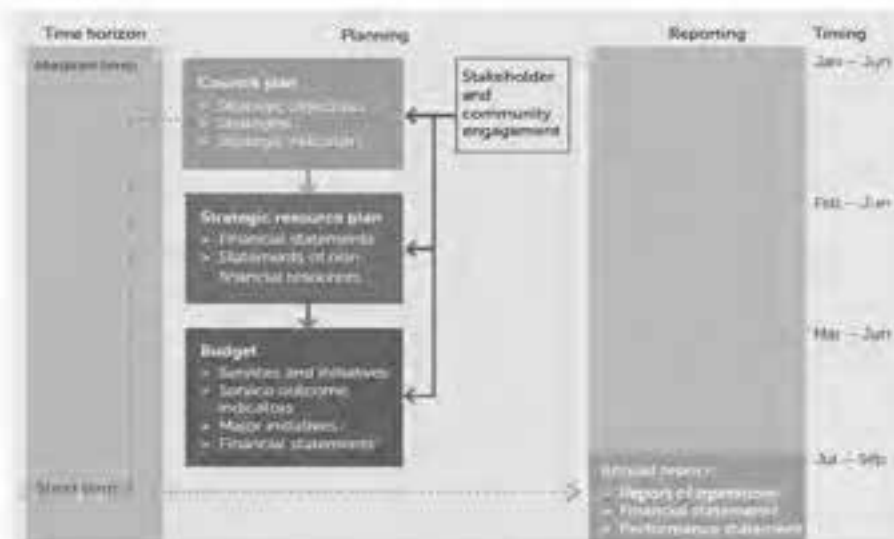 Time horizon
Planning
Reporting
Timing
Medium term
Council plan
Strategic objectives
Strategies
Strategic indicators
Stakeholder
and
community
engagement
Jan – Jun
Strategic resource plan
Financial statements
Statements of non-
financial resources
Feb – Jun
Budget
Services and initiatives
Service outcome
indicators
Major initiatives
Financial statements
Mar – Jun
Short term
Annual report
Report of operations
Financial statements
Performance statement
Jul – Sep